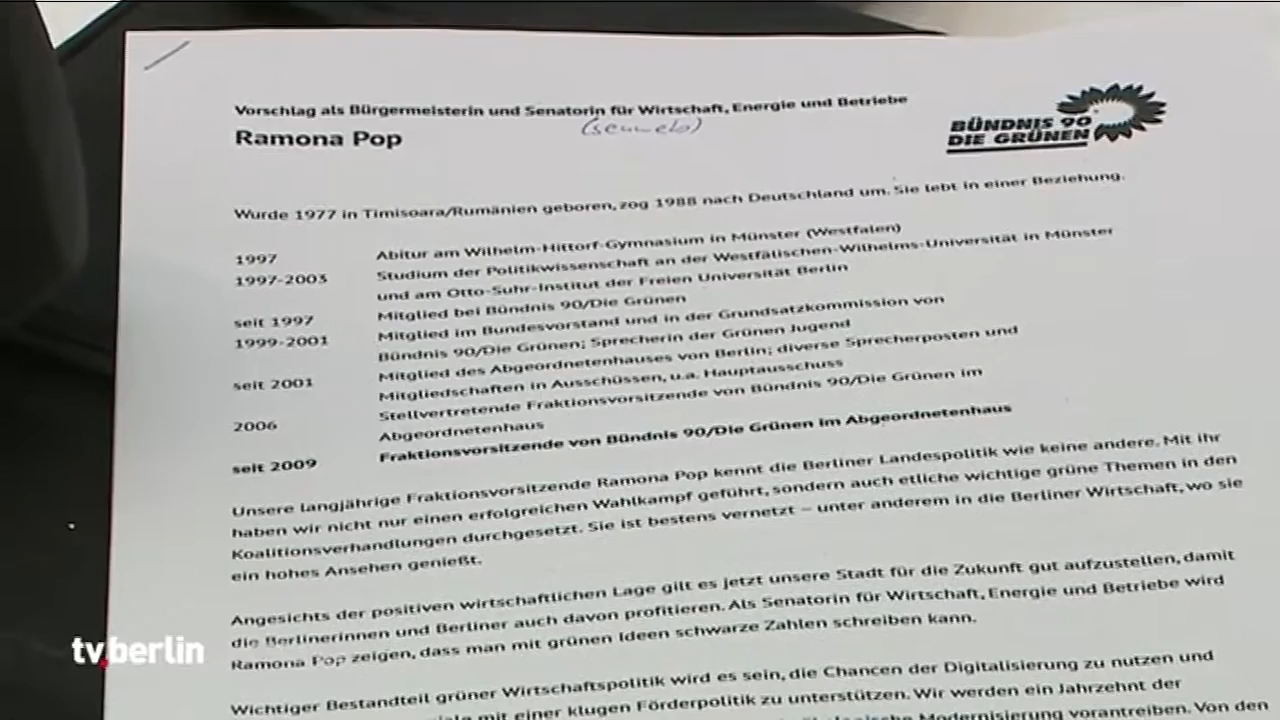 Vorschlag als Bürgermeisterin und Senatorin für Wirtschaft, Energie und Betriebe
Ramona Pop
BÜNDNIS 90
DIE GRÜNEN
Wurde 1977 in Timisoara/Rumänien geboren, zog 1988 nach Deutschland um. Sie lebt in einer Beziehung.
1997 Abitur am Wilhelm-Hittorf-Gymnasium in Münster (Westfalen)
1997-2003 Studium der Politikwissenschaft an der Westfälischen-Wilhelms-Universität in Münster
und am Otto-Suhr-Institut der Freien Universität Berlin
seit 1997 Mitglied bei Bündnis 90/Die Grünen
1999-2001 Mitglied im Bundesvorstand und in der Grundsatzkommission von
Bündnis 90/Die Grünen; Sprecherin der Grünen Jugend
seit 2001 Mitglied des Abgeordnetenhauses von Berlin; diverse Sprecherposten und
Mitgliedschaften in Ausschüssen, u.a. Hauptausschuss
2006 Stellvertretende Fraktionsvorsitzende von Bündnis 90/Die Grünen im
Abgeordnetenhaus
seit 2009 Fraktionsvorsitzende von Bündnis 90/Die Grünen im Abgeordnetenhaus
Unsere langjährige Fraktionsvorsitzende Ramona Pop kennt die Berliner Landespolitik wie keine andere. Mit ihr
haben wir nicht nur einen erfolgreichen Wahlkampf geführt, sondern auch etliche wichtige grüne Themen in den
Koalitionsverhandlungen durchgesetzt. Sie ist bestens vernetzt – unter anderem in die Berliner Wirtschaft, wo sie
ein hohes Ansehen genießt.
Angesichts der positiven wirtschaftlichen Lage gilt es jetzt unsere Stadt für die Zukunft gut aufzustellen, damit
die Berlinerinnen und Berliner auch davon profitieren. Als Senatorin für Wirtschaft, Energie und Betriebe wird
Ramona Pop zeigen, dass man mit grünen Ideen schwarze Zahlen schreiben kann.
Wichtiger Bestandteil grüner Wirtschaftspolitik wird es sein, die Chancen der Digitalisierung zu nutzen und
mit einer klugen Förderpolitik zu unterstützen. Wir werden ein Jahrzehnt der
Modernisierung vorantreiben. Von den
tv.berlin